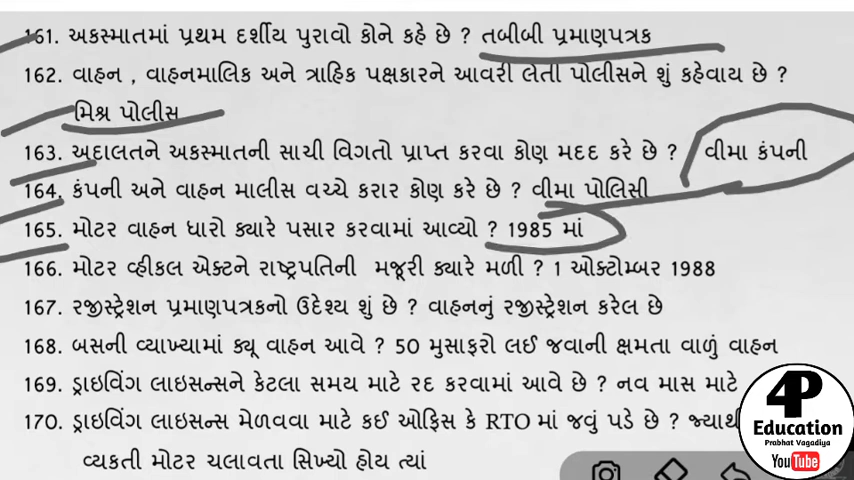 161. અકસ્માતમાં પ્રથમ દર્શીય પુરાવો કોને કહે છે ? તબીબી પ્રમાણપત્રક
162. વાહન , વાહનમાલિક અને ત્રાહિક પક્ષકારને આવરી લેતી પોલીસને શું કહેવાય છે ?
મિશ્ર પોલીસ
163. અદાલતને અકસ્માતની સાચી વિગતો પ્રાપ્ત કરવા કોણ મદદ કરે છે ? વીમા કંપની
164. કંપની અને વાહન માલીસ વચ્ચે કરાર કોણ કરે છે ? વીમા પોલિસી
165. મોટર વાહન ધારો ક્યારે પસાર કરવામાં આવ્યો ? 1985 માં
166. મોટર વ્હીકલ એક્ટને રાષ્ટ્રપતિની મજૂરી ક્યારે મળી ? 1 ઓક્ટોમ્બર 1988
167. રજીસ્ટ્રેશન પ્રમાણપત્રકનો ઉદેશ્ય શું છે ? વાહનનું રજીસ્ટ્રેશન કરેલ છે
168. બસની વ્યાખ્યામાં ક્યૂ વાહન આવે ? 50 મુસાફરો લઈ જવાની ક્ષમતા વાળું વાહન
169. ડ્રાઇવિંગ લાઇસન્સને કેટલા સમય માટે રદ કરવામાં આવે છે ? નવ માસ માટે
170. ડ્રાઇવિંગ લાઇસન્સ મેળવવા માટે કઈ ઓફિસ કે RTO માં જવું પડે છે ?
વ્યકતી મોટર ચલાવતા સિખ્યો હોય ત્યાં
4P
Education
Prabhat Vagadiya
YouTube